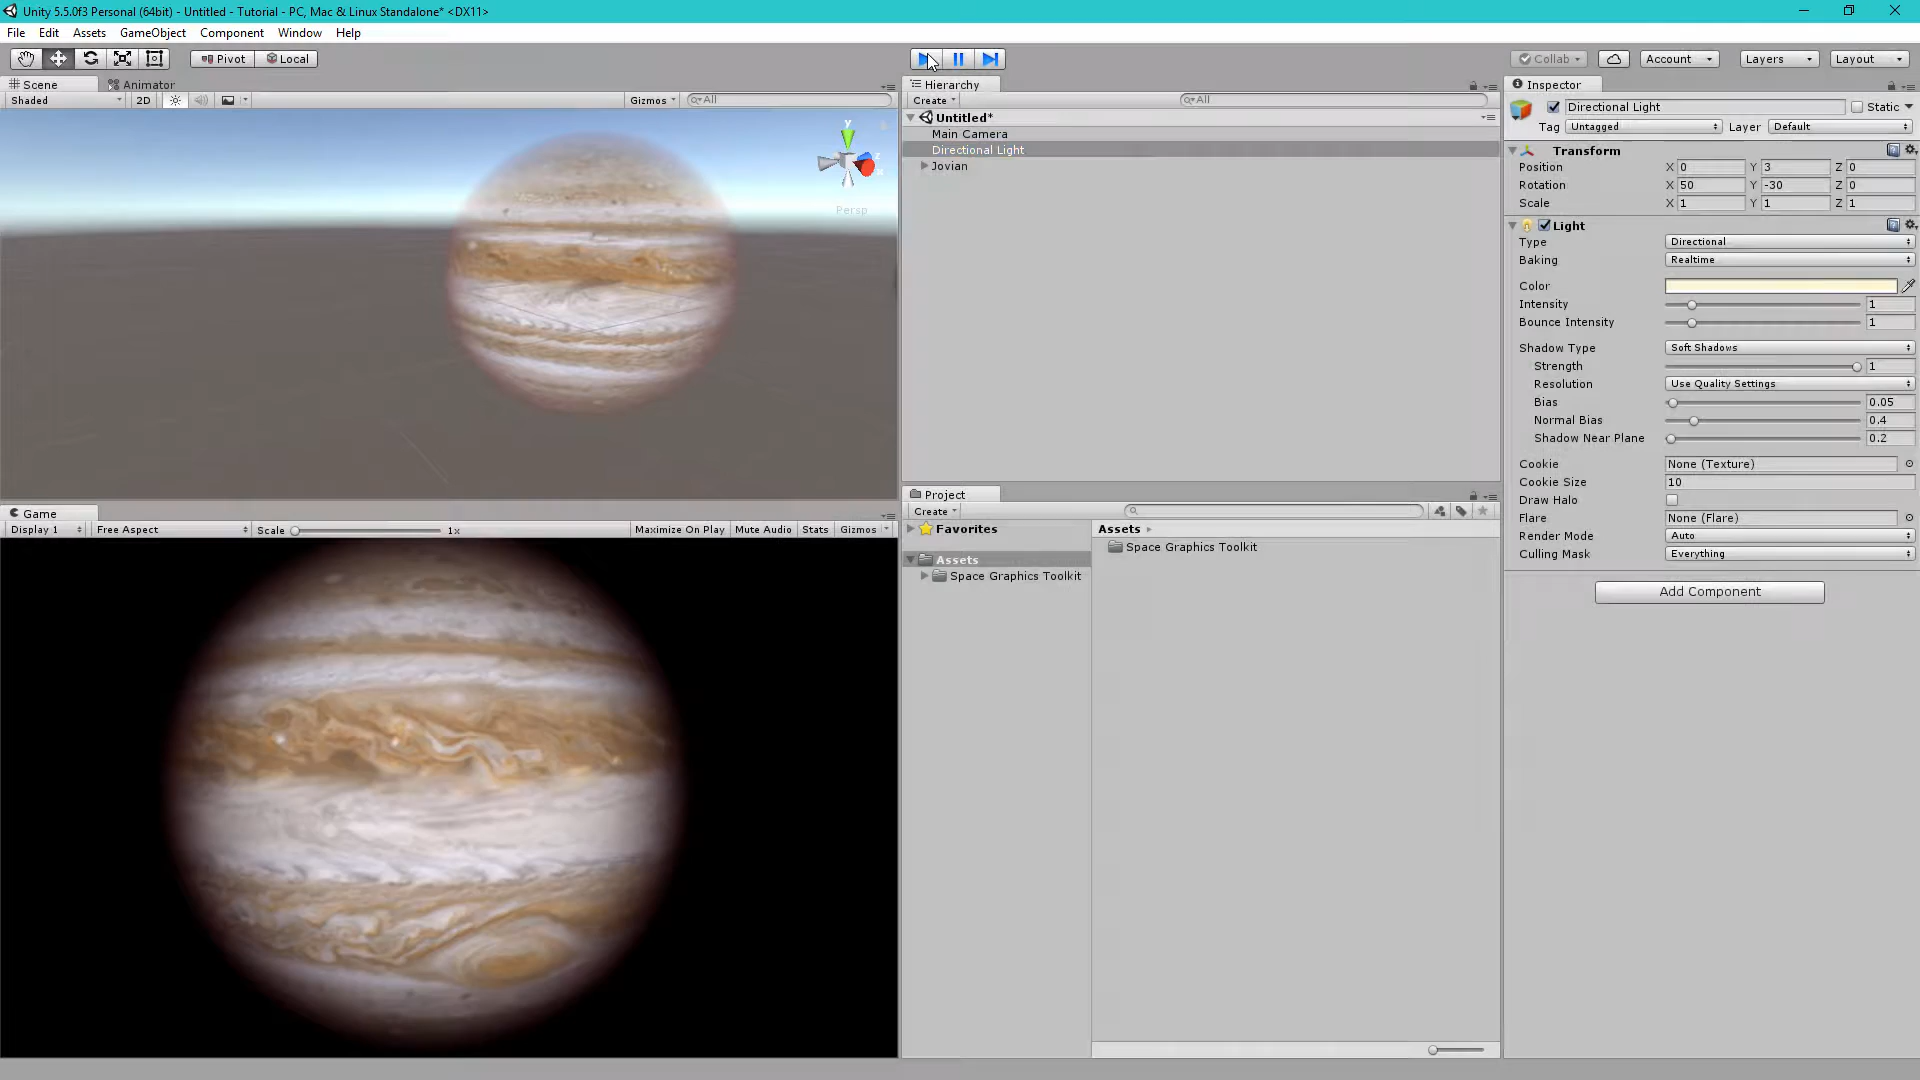 Unity 5.5.0f3 Personal (64bit) - Untitled - Tutorial - PC, Mac & Linux Standalone* <DX11>
File Edit Assets GameObject Component Window Help
Pivot Local Collab Account Layers Layout
Scene Animator
Shaded 2D Gizmos All
y
z
x
Persp
Game
Display 1 Free Aspect Scale 1x Maximize On Play Mute Audio Stats Gizmos
Hierarchy
Create All
Untitled*
Main Camera
Directional Light
Jovian
Project
Create
Favorites
Assets
Space Graphics Toolkit
Assets
Space Graphics Toolkit
Inspector
Directional Light Static
Tag Untagged Layer Default
Transform
Position X 0 Y 3 Z 0
Rotation X 50 Y -30 Z 0
Scale X 1 Y 1 Z 1
Light
Type Directional
Baking Realtime
Color
Intensity 1
Bounce Intensity 1
Shadow Type Soft Shadows
Strength 1
Resolution Use Quality Settings
Bias 0.05
Normal Bias 0.4
Shadow Near Plane 0.2
Cookie None (Texture)
Cookie Size 10
Draw Halo
Flare None (Flare)
Render Mode Auto
Culling Mask Everything
Add Component